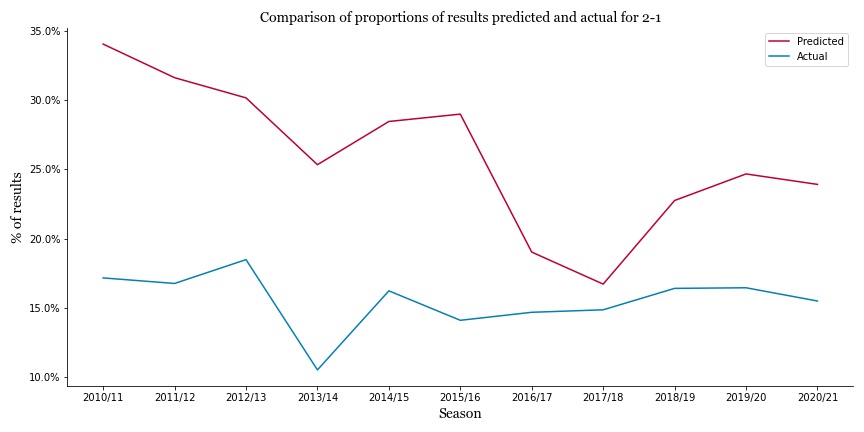 Comparison of proportions of results predicted and actual for 2-1
Predicted
Actual
% of results
35.0%
30.0%
25.0%
20.0%
15.0%
10.0%
2010/11 2011/12 2012/13 2013/14 2014/15 2015/16 2016/17 2017/18 2018/19 2019/20 2020/21
Season